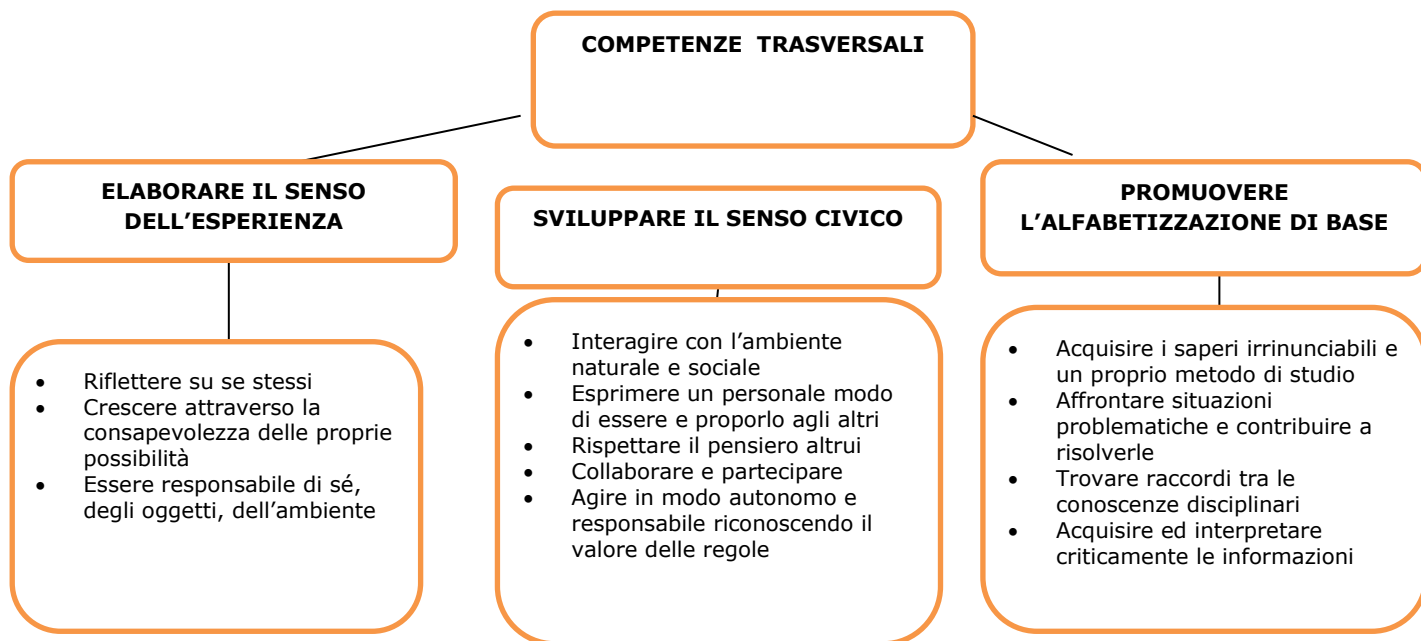 COMPETENZE  TRASVERSALI
ELABORARE IL SENSO
DELL’ESPERIENZA
SVILUPPARE IL SENSO CIVICO
PROMUOVERE
L’ALFABETIZZAZIONE DI BASE
• Riflettere su se stessi
• Crescere attraverso la
consapevolezza delle proprie
possibilità
• Essere responsabile di sé,
degli oggetti, dell’ambiente
• Interagire con l’ambiente
naturale e sociale
• Esprimere un personale modo
di essere e proporlo agli altri
• Rispettare il pensiero altrui
• Collaborare e partecipare
• Agire in modo autonomo e
responsabile riconoscendo il
valore delle regole
• Acquisire i saperi irrinunciabili e
un proprio metodo di studio
• Affrontare situazioni
problematiche e contribuire a
risolverle
• Trovare raccordi tra le
conoscenze disciplinari
• Acquisire ed interpretare
criticamente le informazioni